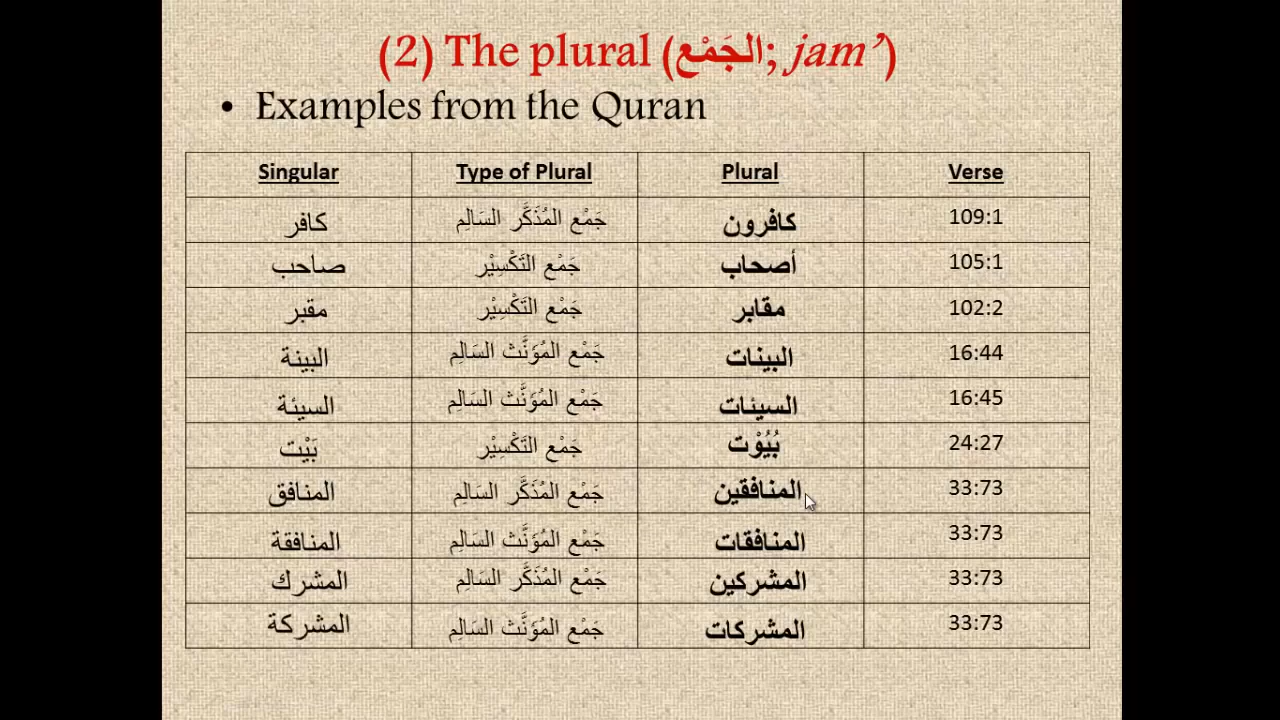 (2) The plural (الجَمْع; jam’)
• Examples from the Quran
Singular Type of Plural Plural Verse
كافر جَمْع المُذَكَّر السَالِم كافرون 109:1
صاحب جَمْع التَكْسِيْر أصحاب 105:1
مقبر جَمْع التَكْسِيْر مقابر 102:2
البينة جَمْع المُؤَنَّث السَالِم البينات 16:44
السيئة جَمْع المُؤَنَّث السَالِم السيئات 16:45
بَيْت جَمْع التَكْسِيْر بُيُوْت 24:27
المنافق جَمْع المُذَكَّر السَالِم المنافقين 33:73
المنافقة جَمْع المُؤَنَّث السَالِم المنافقات 33:73
المشرك جَمْع المُذَكَّر السَالِم المشركين 33:73
المشركة جَمْع المُؤَنَّث السَالِم المشركات 33:73